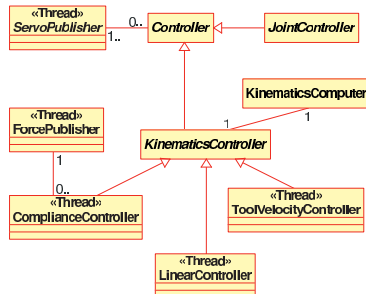 «Thread»
ServoPublisher
0..
1..
Controller
JointController
KinematicsComputer
1
1
«Thread»
ForcePublisher
1
KinematicsController
0..
«Thread»
ComplianceController
«Thread»
ToolVelocityController
«Thread»
LinearController